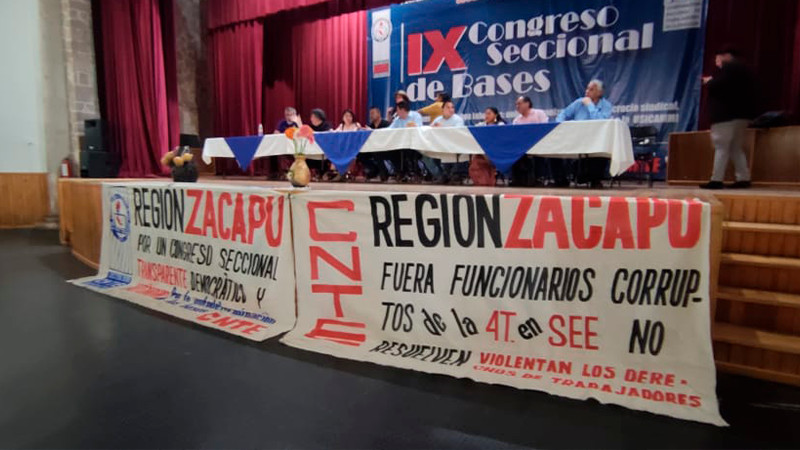 IX Congreso
Seccional
de Bases
REGION ZACAPU
POR UN CONGRESO SECCIONAL
TRANSPARENTE DEMOCRÁTICO Y
CNTE
CNTE
REGION ZACAPU
FUERA FUNCIONARIOS CORRUP-
TOS de la 4T. en SEE NO
RESUELVEN VIOLENTAN LOS DERE-
CHOS DE TRABAJADORES